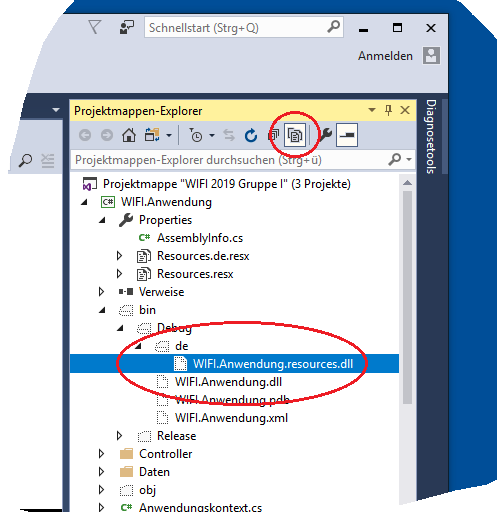 Schnellstart (Strg+Q)
Anmelden
Projektmappen-Explorer
Diagnosetools
Projektmappen-Explorer durchsuchen (Strg+ü)
Projektmappe "WIFI 2019 Gruppe I" (3 Projekte)
C# WIFI.Anwendung
Properties
C# AssemblyInfo.cs
Resources.de.resx
Resources.resx
Verweise
bin
Debug
de
WIFI.Anwendung.resources.dll
WIFI.Anwendung.dll
WIFI.Anwendung.pdb
WIFI.Anwendung.xml
Release
Controller
Daten
obj
C# Anwendungskontext.cs